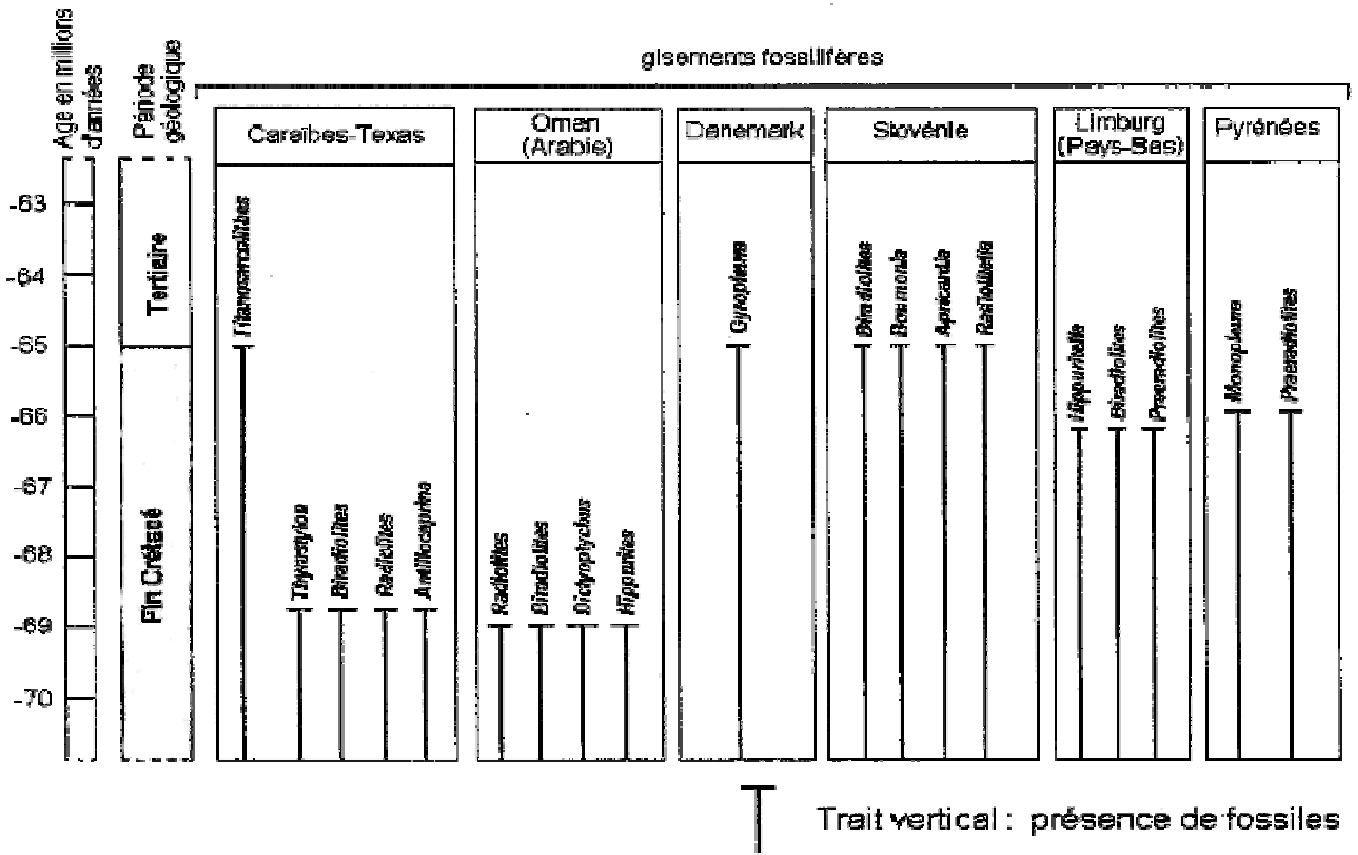 gisements fossilifères
Age en millions
d'années
Période
géologique
Caraïbes-Texas
Oman
(Arabie)
Danemark
Slovénie
Limburg
(Pays-Bas)
Pyrénées
-63
-64
-65
-66
-67
-68
-69
-70
Tertiaire
Fin Crétacé
Titanosarcolites
Thyrastylon
Biradiolites
Radiolites
Antillocaprina
Radiolites
Biradiolites
Dictyoptychus
Hippurites
Gyropleura
Biradiolites
Bournonia
Apricardia
Radiolitella
Hippuritella
Biradiolites
Praeradiolites
Monopleura
Praeradiolites
Trait vertical : présence de fossiles